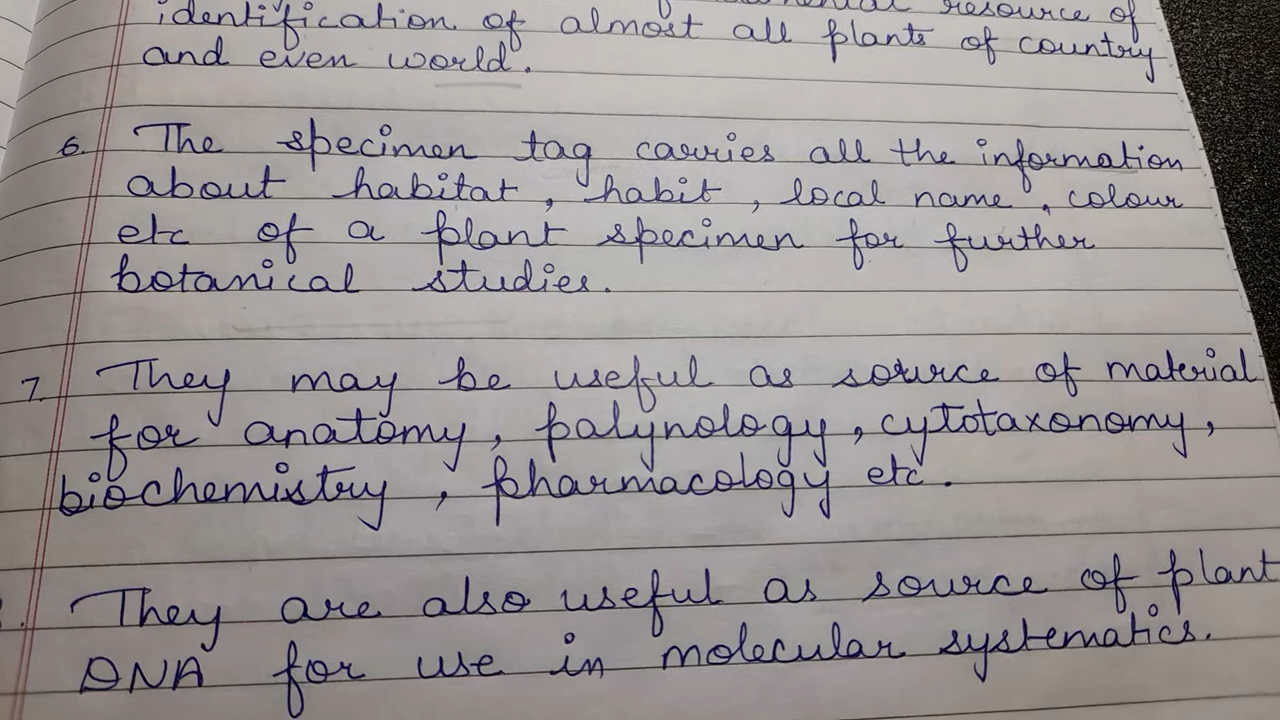 resource of
identification of almost all plants of country
and even world.
6. The specimen tag carries all the information
about habitat, habit, local name, colour
etc of a plant specimen for further
botanical studies.
7. They may be useful as source of material
for anatomy, palynology, cytotaxonomy,
biochemistry, pharmacology etc.
They are also useful as source of plant
DNA for use in molecular systematics.